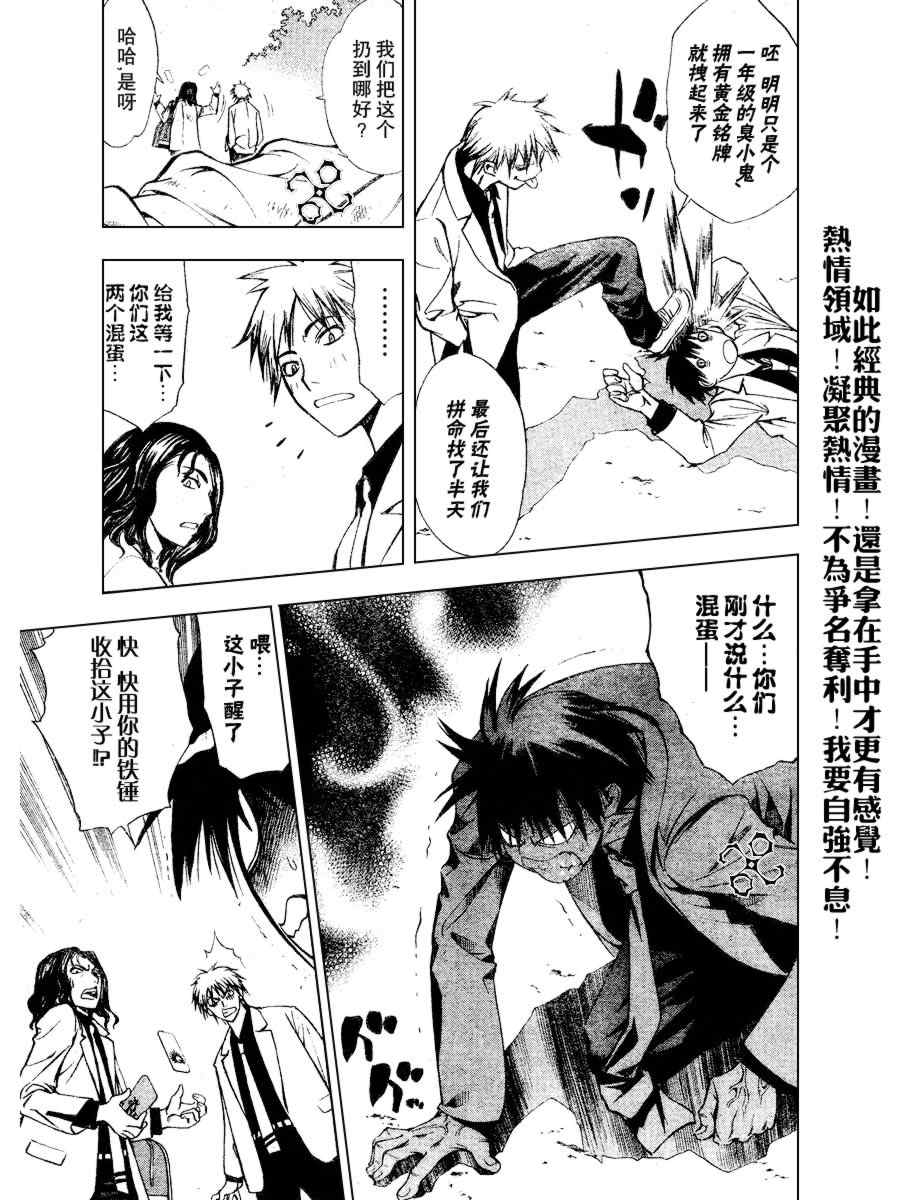 呸 明明只是个
一年级的臭小鬼,
拥有黄金铭牌
就拽起来了
ドッ
最后还让我们
拼命找了半天
我们把这个
扔到哪好？
哈哈,是呀
………
给我等一下…
你们这
两个混蛋…
什么…你们
刚才说什么…
混蛋——
喂…
这小子醒了
快 快用你的铁锤
收拾这小子!?
ググ
如此經典的漫畫！還是拿在手中才更有感覺！
熱情領域！凝聚熱情！不為爭名奪利！我要自強不息！